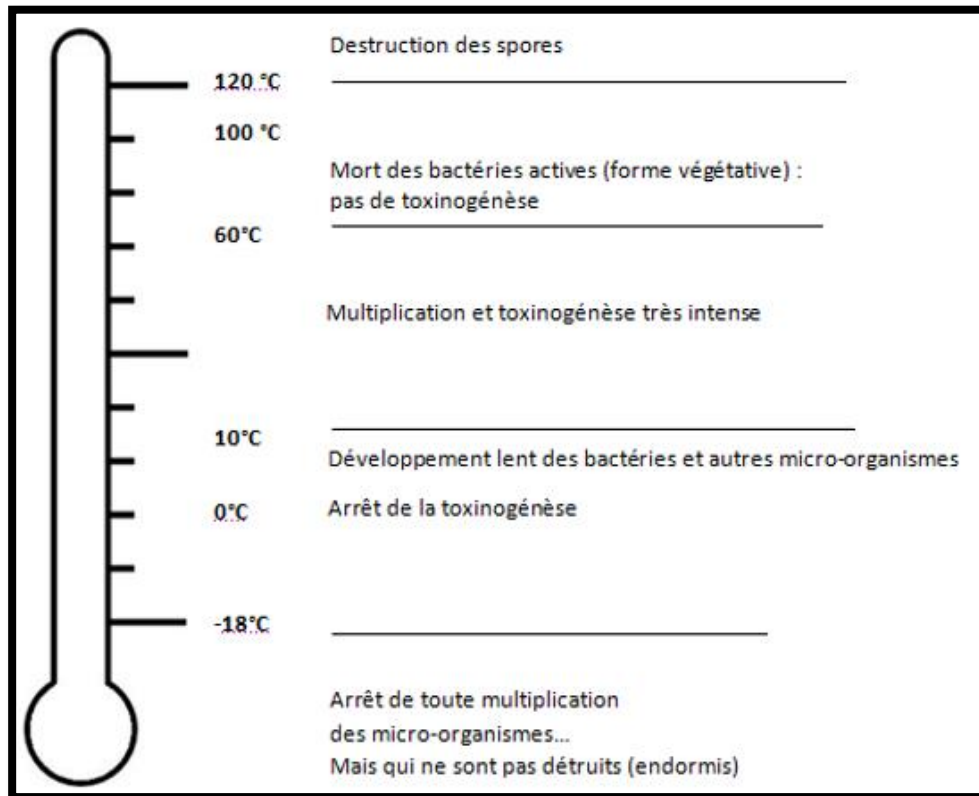 Destruction des spores
120 °C
100 °C
Mort des bactéries actives (forme végétative) :
pas de toxinogénèse
60°C
Multiplication et toxinogénèse très intense
10°C
Développement lent des bactéries et autres micro-organismes
0°C
Arrêt de la toxinogénèse
-18°C
Arrêt de toute multiplication
des micro-organismes...
Mais qui ne sont pas détruits (endormis)